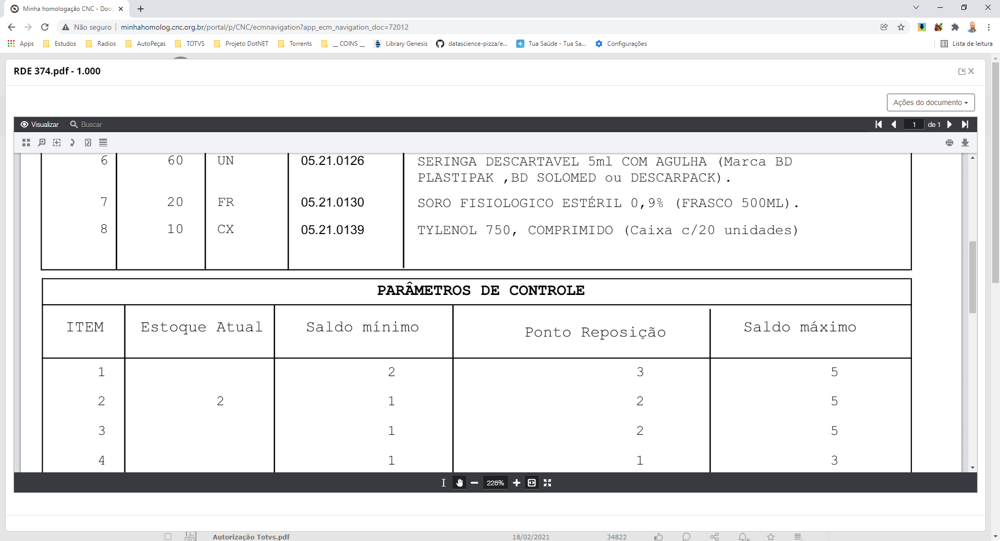 Minha homologação CNC - Docu
Não seguro
minhahomolog.cnc.org.br/portal/p/CNC/ecmnavigation?app_ecm_navigation_doc=72012
Apps Estudos Radios AutoPeças TOTVS Projeto DotNET Torrents __ COINS __ Library Genesis datascience-pizza/e... Tua Saúde - Tua Sa... Configurações Lista de leitura
RDE 374.pdf - 1.000
X
Ações do documento
Visualizar Buscar 1 de 1
6 60 UN 05.21.0126 SERINGA DESCARTAVEL 5ml COM AGULHA (Marca BD
PLASTIPAK ,BD SOLOMED ou DESCARPACK).
7 20 FR 05.21.0130 SORO FISIOLOGICO ESTÉRIL 0,9% (FRASCO 500ML).
8 10 CX 05.21.0139 TYLENOL 750, COMPRIMIDO (Caixa c/20 unidades)
PARÂMETROS DE CONTROLE
ITEM Estoque Atual Saldo mínimo Ponto Reposição Saldo máximo
1 2 3 5
2 2 1 2 5
3 1 2 5
4 1 1 3
228%
Autorização Totvs.pdf 18/02/2021 34822